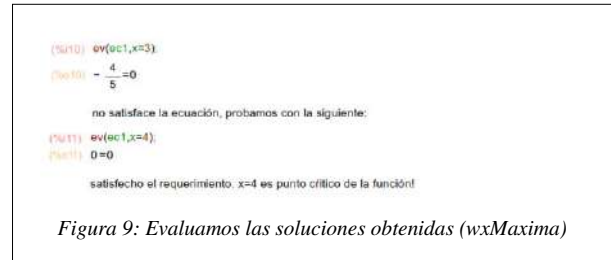 (%i10) ev(ec1,x=3);
(%o10) - 4/5 =0
no satisface la ecuación, probamos con la siguiente:
(%i11) ev(ec1,x=4);
(%o11) 0=0
satisfecho el requerimiento, x=4 es punto crítico de la función!
Figura 9: Evaluamos las soluciones obtenidas (wxMaxima)